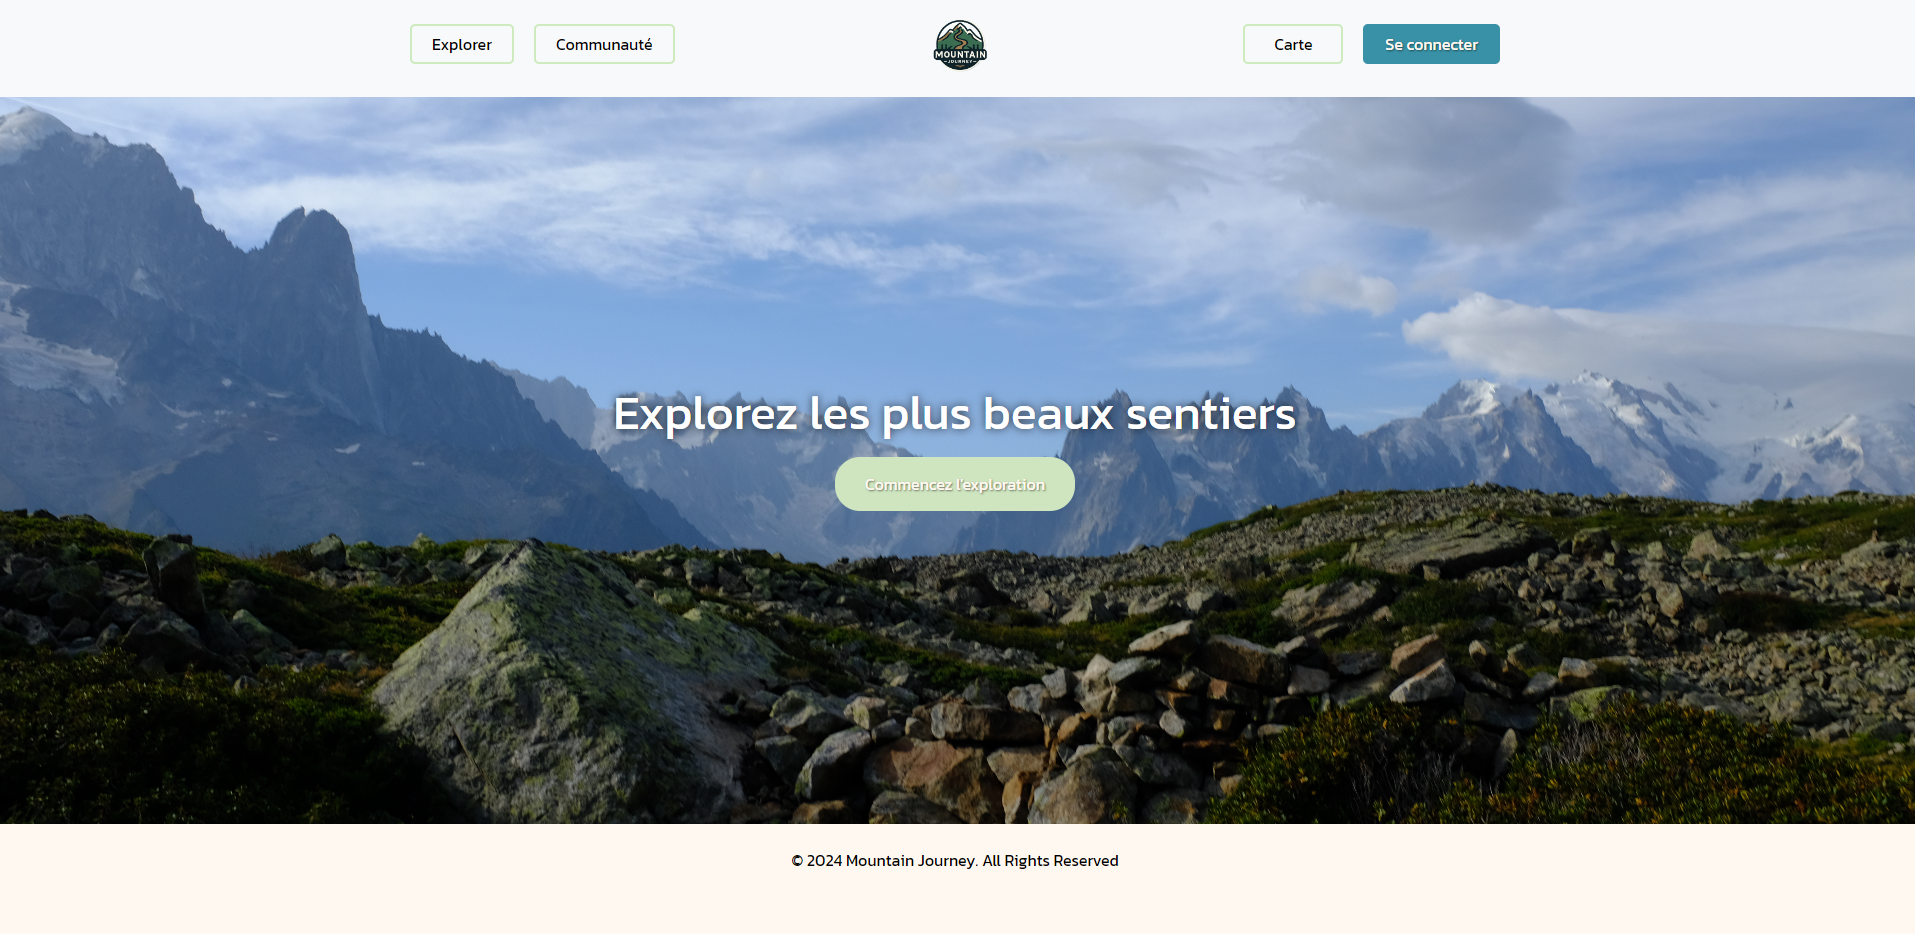 Explorer
Communauté
MOUNTAIN
JOURNEY
Carte
Se connecter
Explorez les plus beaux sentiers
Commencez l'exploration
© 2024 Mountain Journey. All Rights Reserved